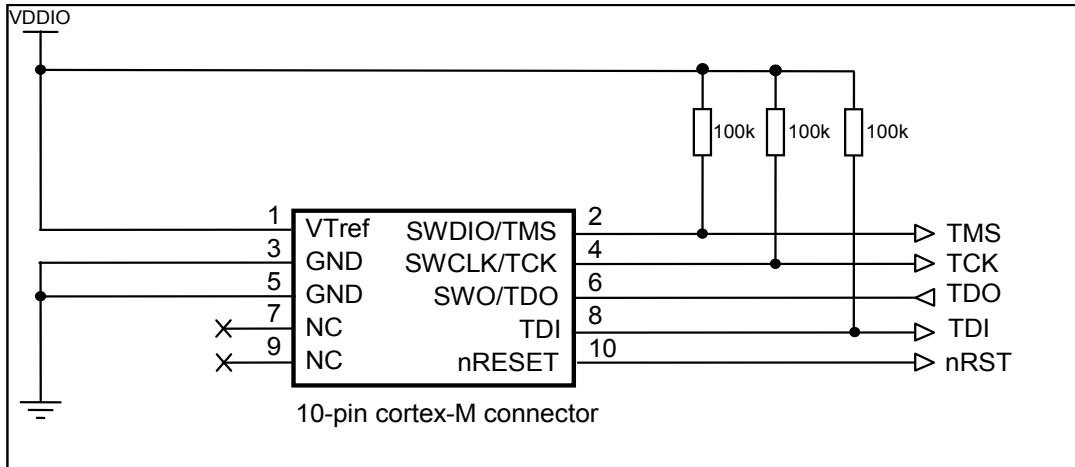 VDDIO
100k 100k 100k
1 VTref SWDIO/TMS 2 TMS
3 GND SWCLK/TCK 4 TCK
5 GND SWO/TDO 6 TDO
7 NC TDI 8 TDI
9 NC nRESET 10 nRST
10-pin cortex-M connector